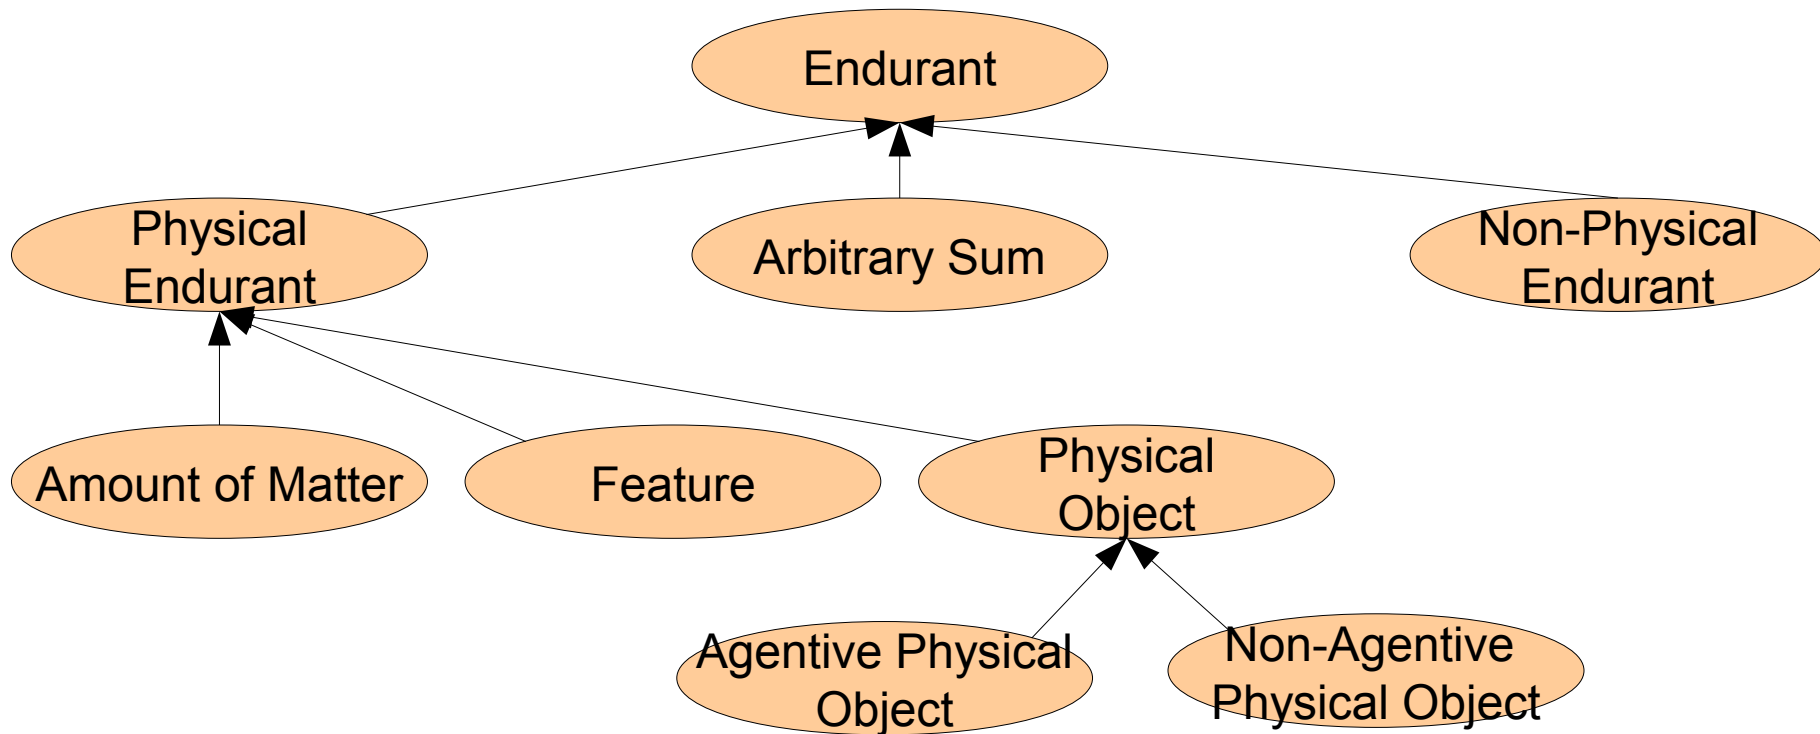 Endurant
Physical
Endurant
Arbitrary Sum
Non-Physical
Endurant
Amount of Matter
Feature
Physical
Object
Agentive Physical
Object
Non-Agentive
Physical Object